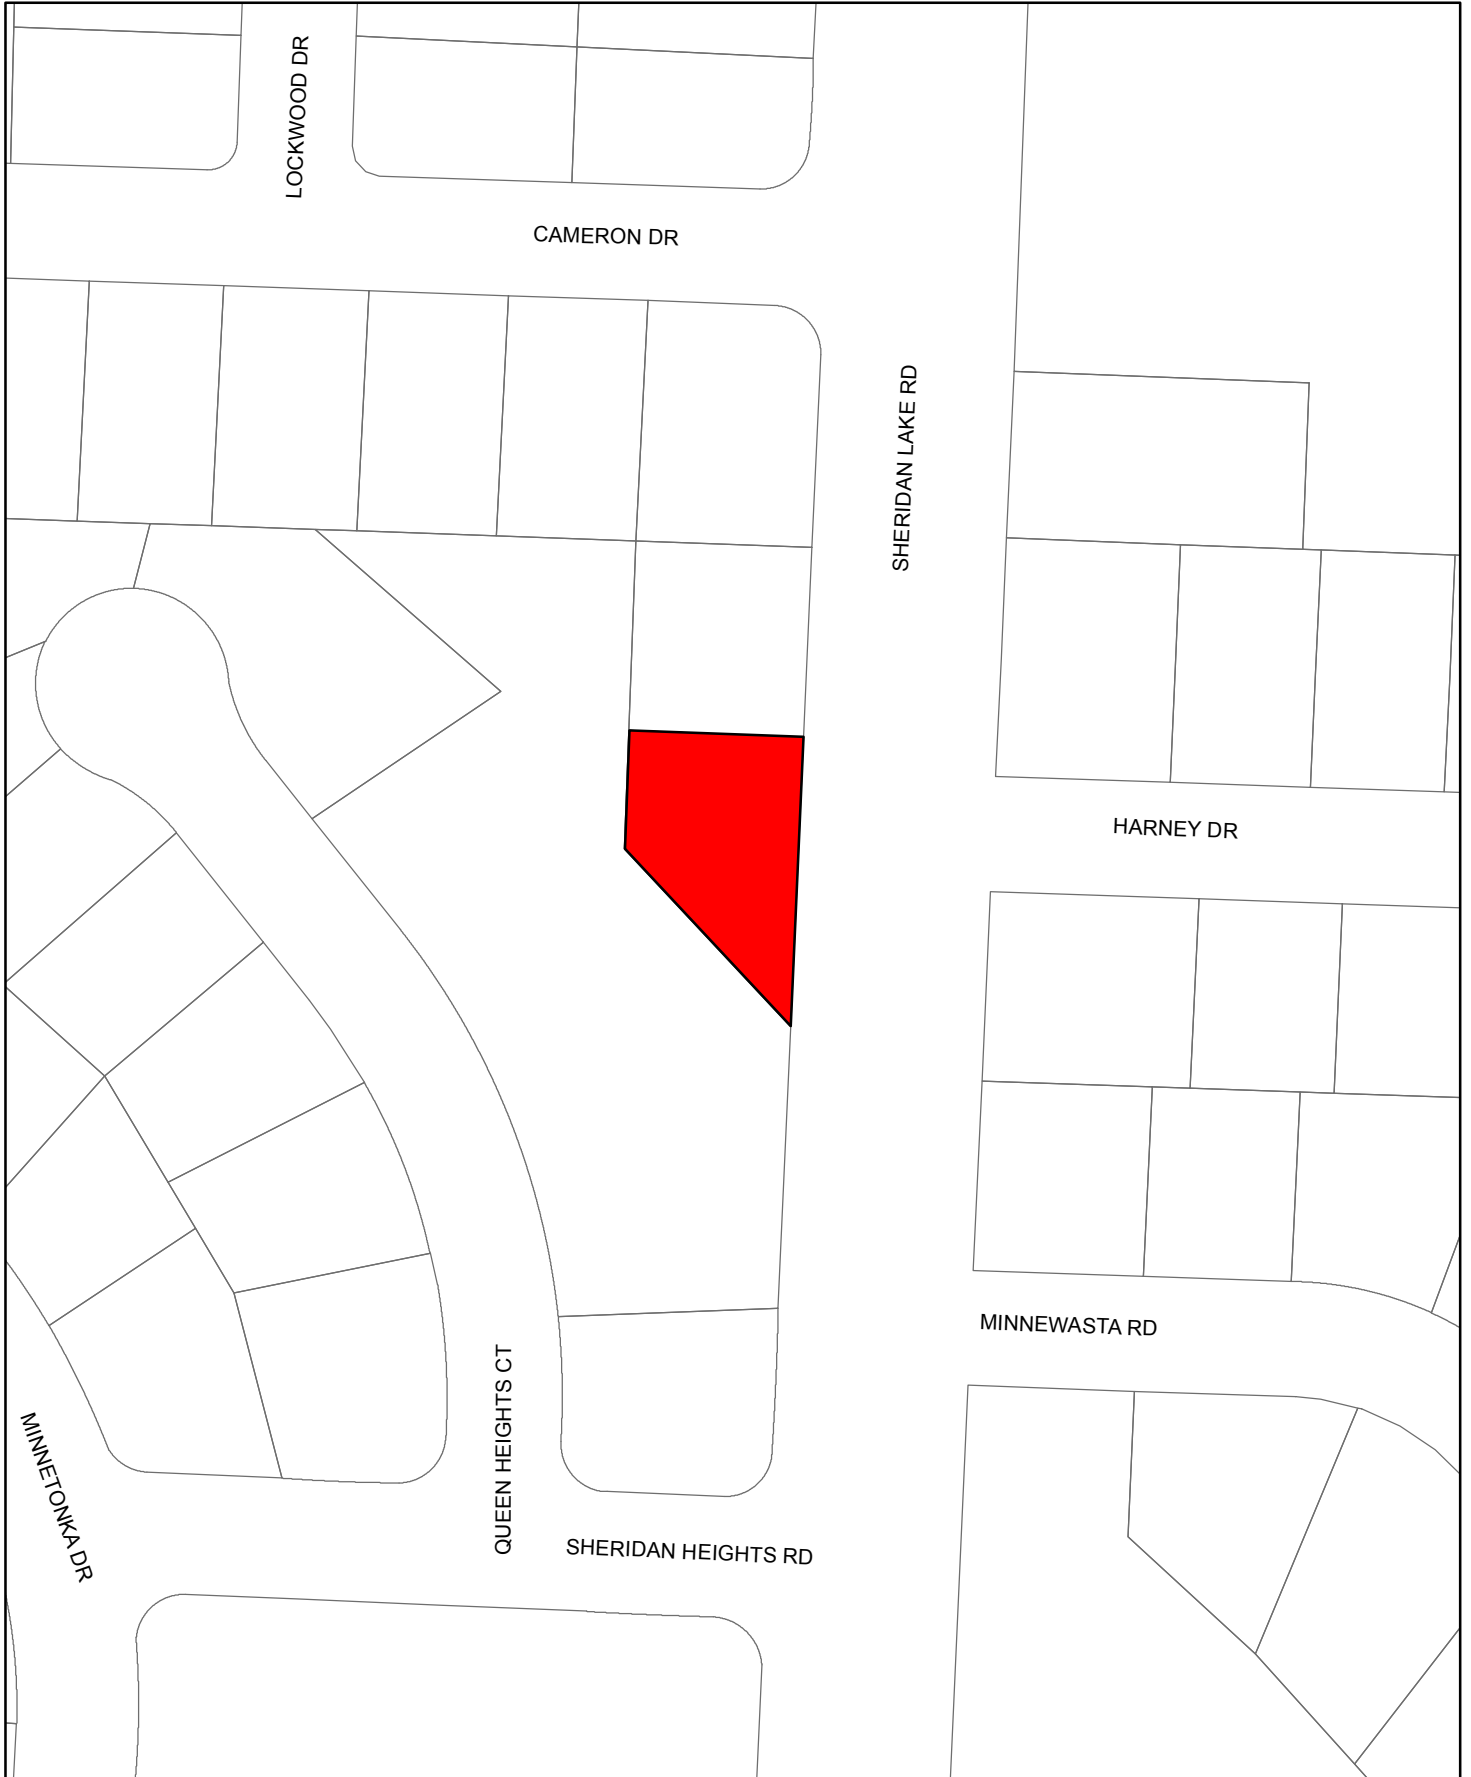 LOCKWOOD DR
CAMERON DR
SHERIDAN LAKE RD
HARNEY DR
MINNEWASTA RD
QUEEN HEIGHTS CT
MINNETONKA DR
SHERIDAN HEIGHTS RD